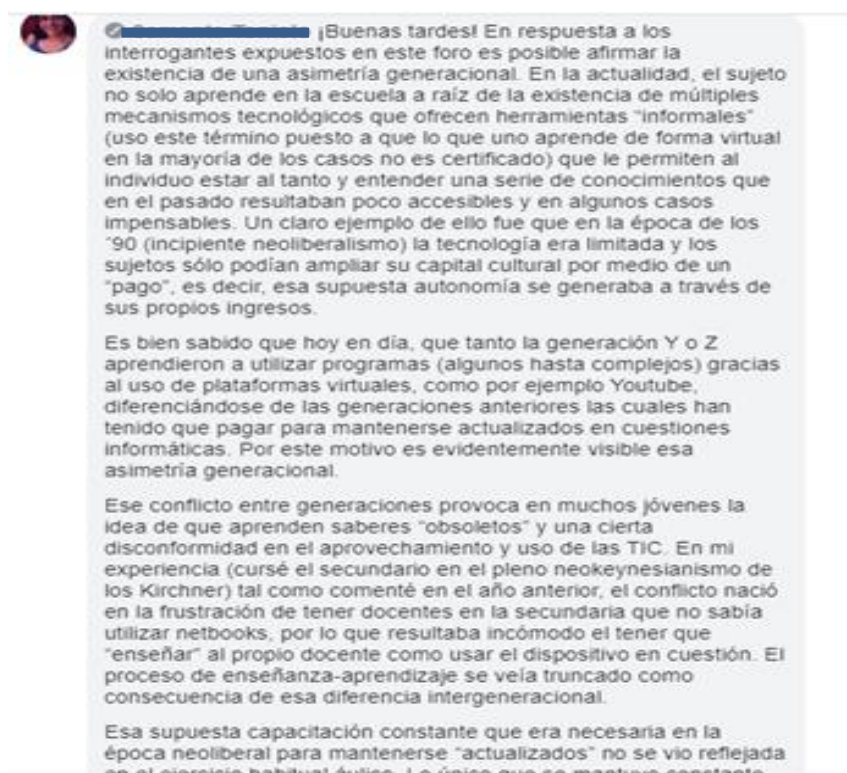 ¡Buenas tardes! En respuesta a los
interrogantes expuestos en este foro es posible afirmar la
existencia de una asimetría generacional. En la actualidad, el sujeto
no solo aprende en la escuela a raíz de la existencia de múltiples
mecanismos tecnológicos que ofrecen herramientas "informales"
(uso este término puesto a que lo que uno aprende de forma virtual
en la mayoría de los casos no es certificado) que le permiten al
individuo estar al tanto y entender una serie de conocimientos que
en el pasado resultaban poco accesibles y en algunos casos
impensables. Un claro ejemplo de ello fue que en la época de los
´90 (incipiente neoliberalismo) la tecnología era limitada y los
sujetos sólo podían ampliar su capital cultural por medio de un
"pago", es decir, esa supuesta autonomía se generaba a través de
sus propios ingresos.
Es bien sabido que hoy en día, que tanto la generación Y o Z
aprendieron a utilizar programas (algunos hasta complejos) gracias
al uso de plataformas virtuales, como por ejemplo Youtube,
diferenciándose de las generaciones anteriores las cuales han
tenido que pagar para mantenerse actualizados en cuestiones
informáticas. Por este motivo es evidentemente visible esa
asimetría generacional.
Ese conflicto entre generaciones provoca en muchos jóvenes la
idea de que aprenden saberes "obsoletos" y una cierta
disconformidad en el aprovechamiento y uso de las TIC. En mi
experiencia (cursé el secundario en el pleno neokeynesianismo de
los Kirchner) tal como comenté en el año anterior, el conflicto nació
en la frustración de tener docentes en la secundaria que no sabía
utilizar netbooks, por lo que resultaba incómodo el tener que
"enseñar" al propio docente como usar el dispositivo en cuestión. El
proceso de enseñanza-aprendizaje se veía truncado como
consecuencia de esa diferencia intergeneracional.
Esa supuesta capacitación constante que era necesaria en la
época neoliberal para mantenerse "actualizados" no se vio reflejada